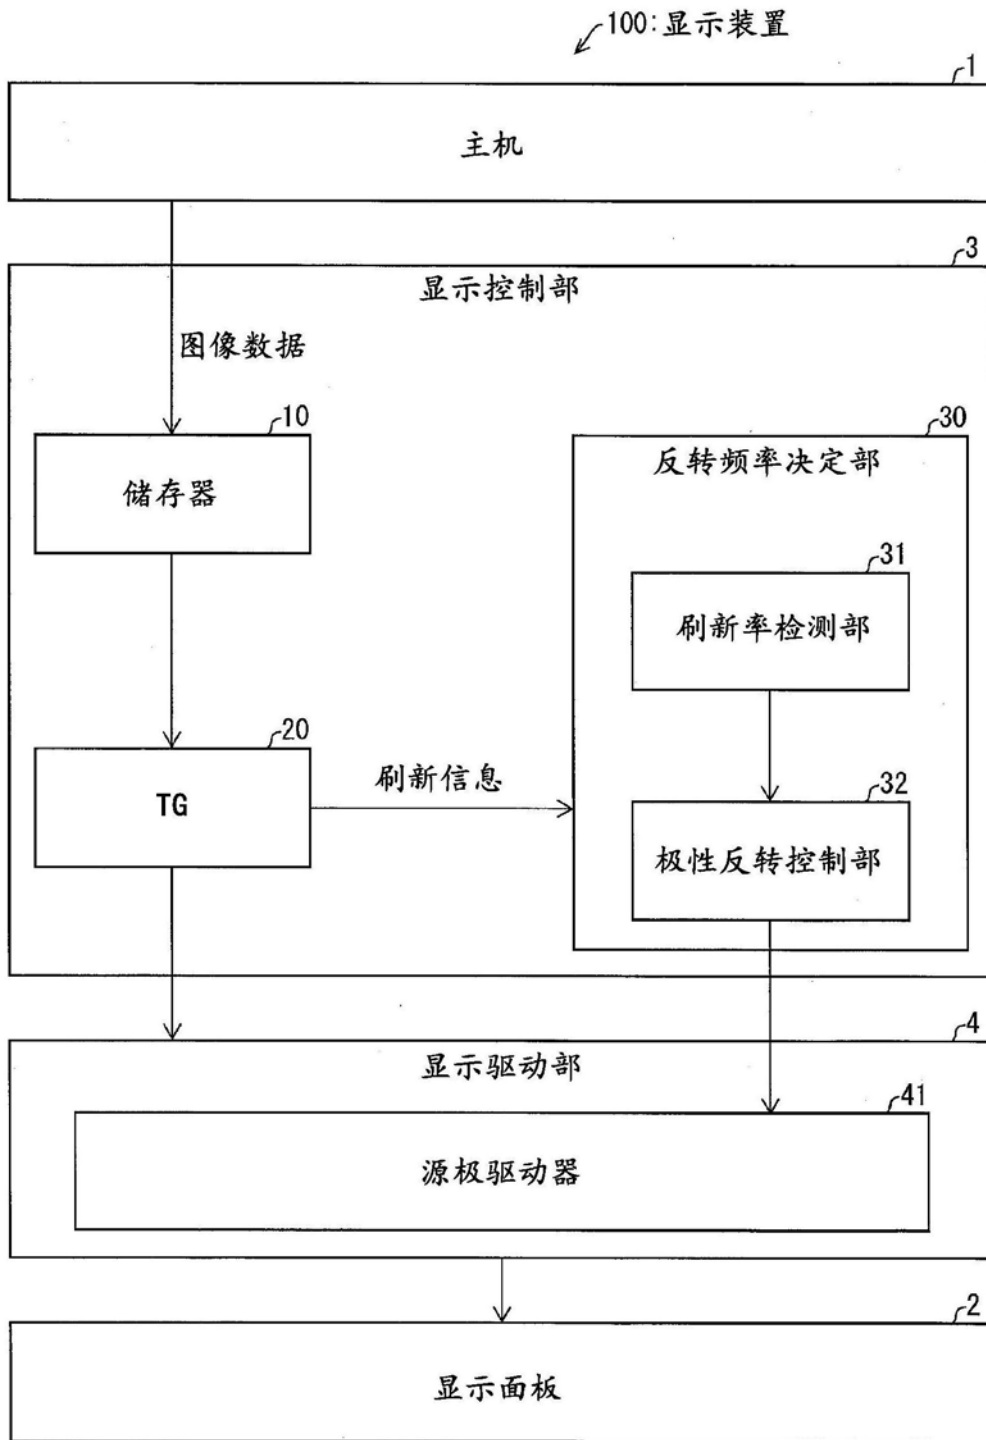 100:显示装置
1
主机
3
显示控制部
图像数据
10
储存器
30
反转频率决定部
31
刷新率检测部
20
TG
刷新信息
32
极性反转控制部
4
显示驱动部
41
源极驱动器
2
显示面板